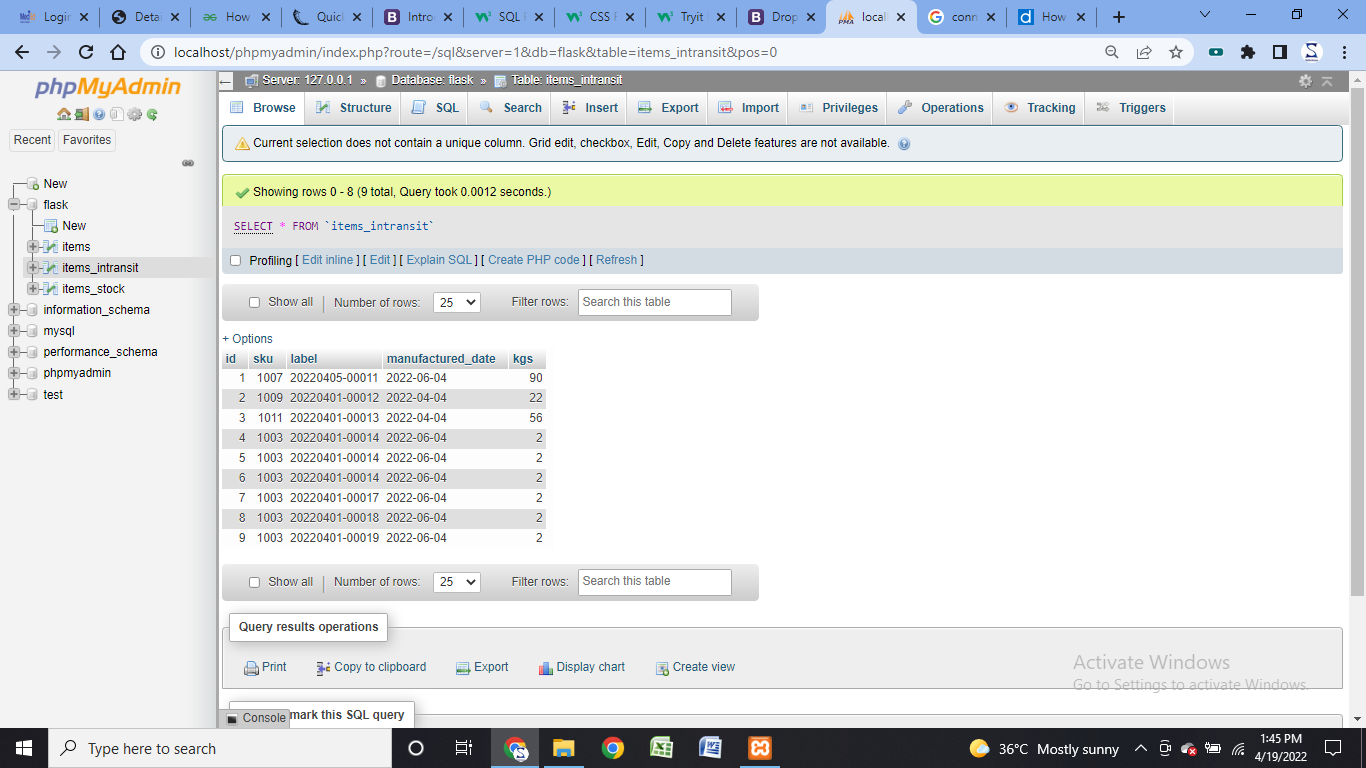 Login
Detai
How
Quicl
Intro
SQL
CSS F
Tryit
Drop
local
conn
How
localhost/phpmyadmin/index.php?route=/sql&server=1&db=flask&table=items_intransit&pos=0
phpMyAdmin
Recent Favorites
New
flask
New
items
items_intransit
items_stock
information_schema
mysql
performance_schema
phpmyadmin
test
Server: 127.0.0.1 » Database: flask » Table: items_intransit
Browse Structure SQL Search Insert Export Import Privileges Operations Tracking Triggers
Current selection does not contain a unique column. Grid edit, checkbox, Edit, Copy and Delete features are not available.
Showing rows 0 - 8 (9 total, Query took 0.0012 seconds.)
SELECT * FROM `items_intransit`
Profiling [ Edit inline ] [ Edit ] [ Explain SQL ] [ Create PHP code ] [ Refresh ]
Show all | Number of rows: 25 Filter rows: Search this table
+ Options
id sku label manufactured_date kgs
1 1007 20220405-00011 2022-06-04 90
2 1009 20220401-00012 2022-04-04 22
3 1011 20220401-00013 2022-04-04 56
4 1003 20220401-00014 2022-06-04 2
5 1003 20220401-00014 2022-06-04 2
6 1003 20220401-00014 2022-06-04 2
7 1003 20220401-00017 2022-06-04 2
8 1003 20220401-00018 2022-06-04 2
9 1003 20220401-00019 2022-06-04 2
Show all | Number of rows: 25 Filter rows: Search this table
Query results operations
Print Copy to clipboard Export Display chart Create view
Activate Windows
Go to Settings to activate Windows.
Console mark this SQL query
Type here to search
36°C Mostly sunny
1:45 PM
4/19/2022